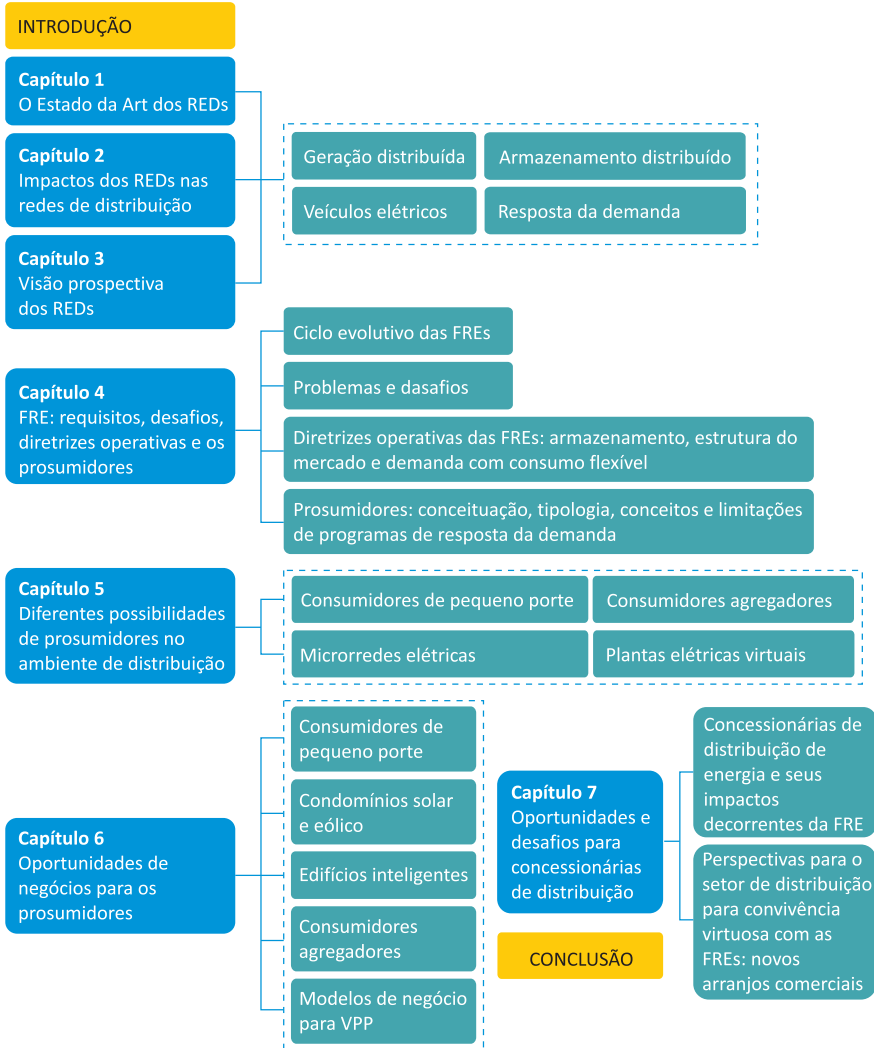 INTRODUÇÃO
Capítulo 1
O Estado da Art dos REDs
Capítulo 2
Impactos dos REDs nas
redes de distribuição
Capítulo 3
Visão prospectiva
dos REDs
Geração distribuída
Armazenamento distribuído
Veículos elétricos
Resposta da demanda
Capítulo 4
FRE: requisitos, desafios,
diretrizes operativas e os
prosumidores
Ciclo evolutivo das FREs
Problemas e dasafios
Diretrizes operativas das FREs: armazenamento, estrutura do
mercado e demanda com consumo flexível
Prosumidores: conceituação, tipologia, conceitos e limitações
de programas de resposta da demanda
Capítulo 5
Diferentes possibilidades
de prosumidores no
ambiente de distribuição
Consumidores de pequeno porte
Consumidores agregadores
Microrredes elétricas
Plantas elétricas virtuais
Capítulo 6
Oportunidades de
negócios para os
prosumidores
Consumidores de
pequeno porte
Condomínios solar
e eólico
Edifícios inteligentes
Consumidores
agregadores
Modelos de negócio
para VPP
Capítulo 7
Oportunidades e
desafios para
concessionárias
de distribuição
Concessionárias de
distribuição de
energia e seus
impactos
decorrentes da FRE
Perspectivas para o
setor de distribuição
para convivência
virtuosa com as
FREs: novos
arranjos comerciais
CONCLUSÃO